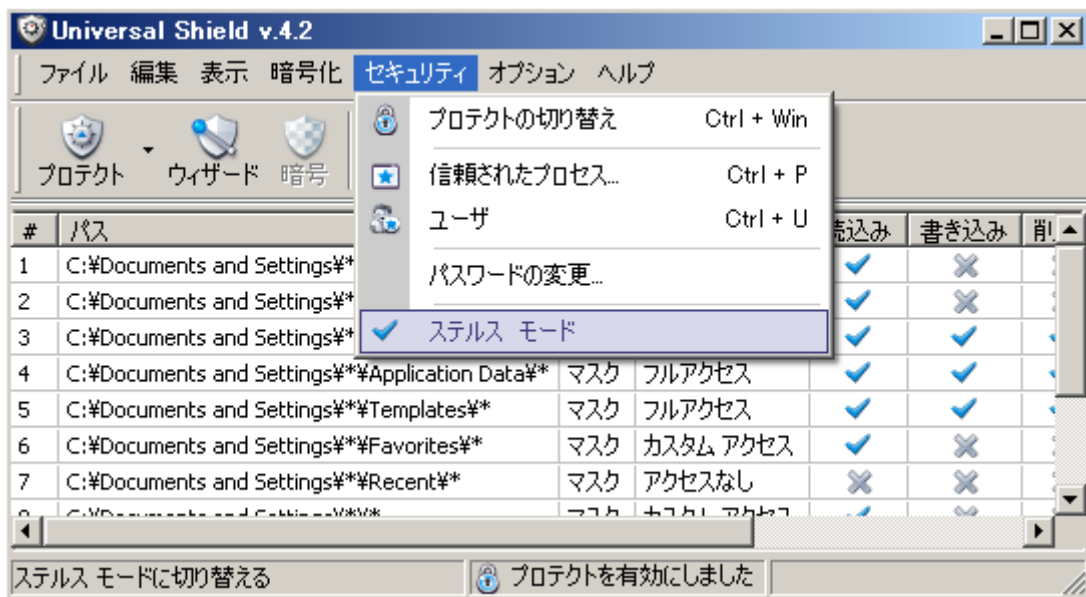 Universal Shield v.4.2
ファイル 編集 表示 暗号化 セキュリティ オプション ヘルプ
プロテクト ウィザード 暗号
プロテクトの切り替え Ctrl + Win
信頼されたプロセス... Ctrl + P
ユーザ Ctrl + U
パスワードの変更...
ステルス モード
# パス 読込み 書き込み 削
1 C:¥Documents and Settings¥*
2 C:¥Documents and Settings¥*
3 C:¥Documents and Settings¥*
4 C:¥Documents and Settings¥*¥Application Data¥* マスク フルアクセス
5 C:¥Documents and Settings¥*¥Templates¥* マスク フルアクセス
6 C:¥Documents and Settings¥*¥Favorites¥* マスク カスタム アクセス
7 C:¥Documents and Settings¥*¥Recent¥* マスク アクセスなし
ステルス モードに切り替える プロテクトを有効にしました